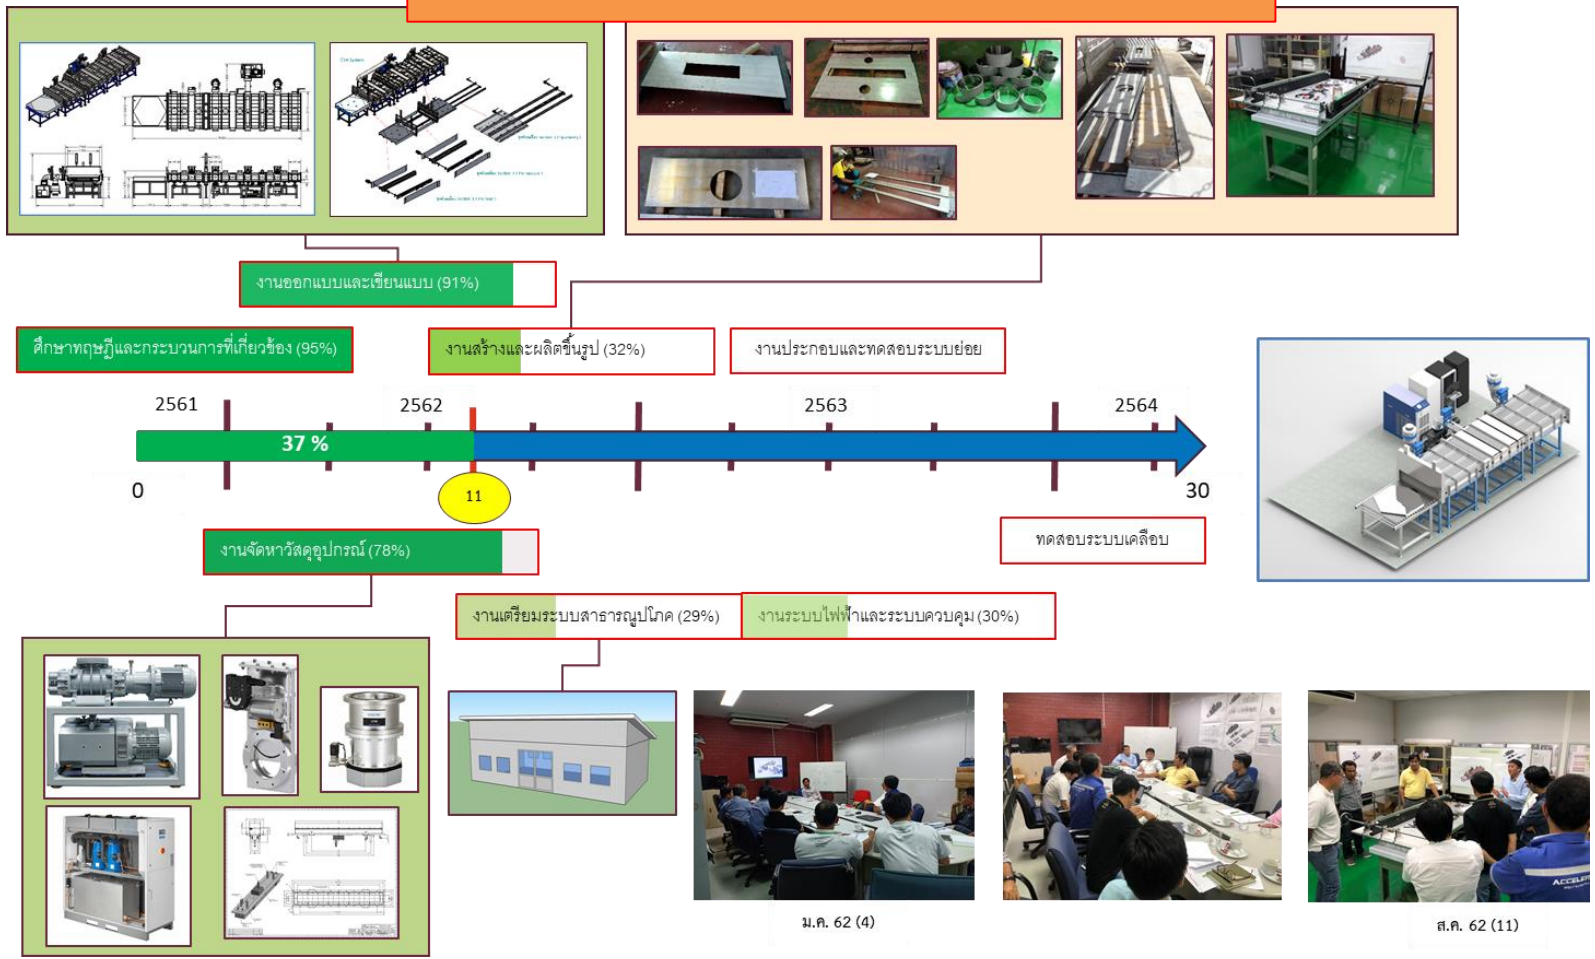 งานออกแบบและเขียนแบบ (91%)
ศึกษาทฤษฎีและกระบวนการที่เกี่ยวข้อง (95%)
งานสร้างและผลิตขึ้นรูป (32%)
งานประกอบและทดสอบระบบย่อย
2561
2562
2563
2564
37 %
0
11
30
งานจัดหาวัสดุอุปกรณ์ (78%)
ทดสอบระบบเคลือบ
งานเตรียมระบบสาธารณูปโภค (29%)
งานระบบไฟฟ้าและระบบควบคุม (30%)
ม.ค. 62 (4)
ส.ค. 62 (11)